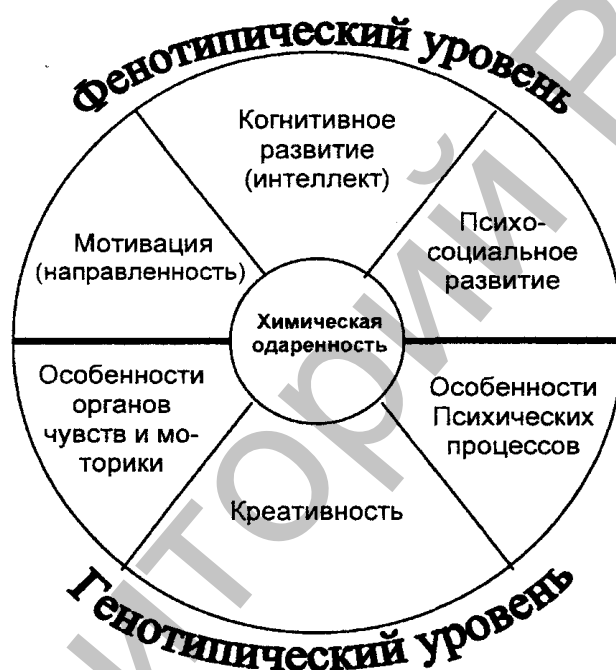 Фенотипический уровень
Когнитивное
развитие
(интеллект)
Мотивация
(направленность)
Психо-
социальное
развитие
Химическая
одаренность
Особенности
органов
чувств и мо-
торики
Особенности
Психических
процессов
Креативность
Генотипический уровень